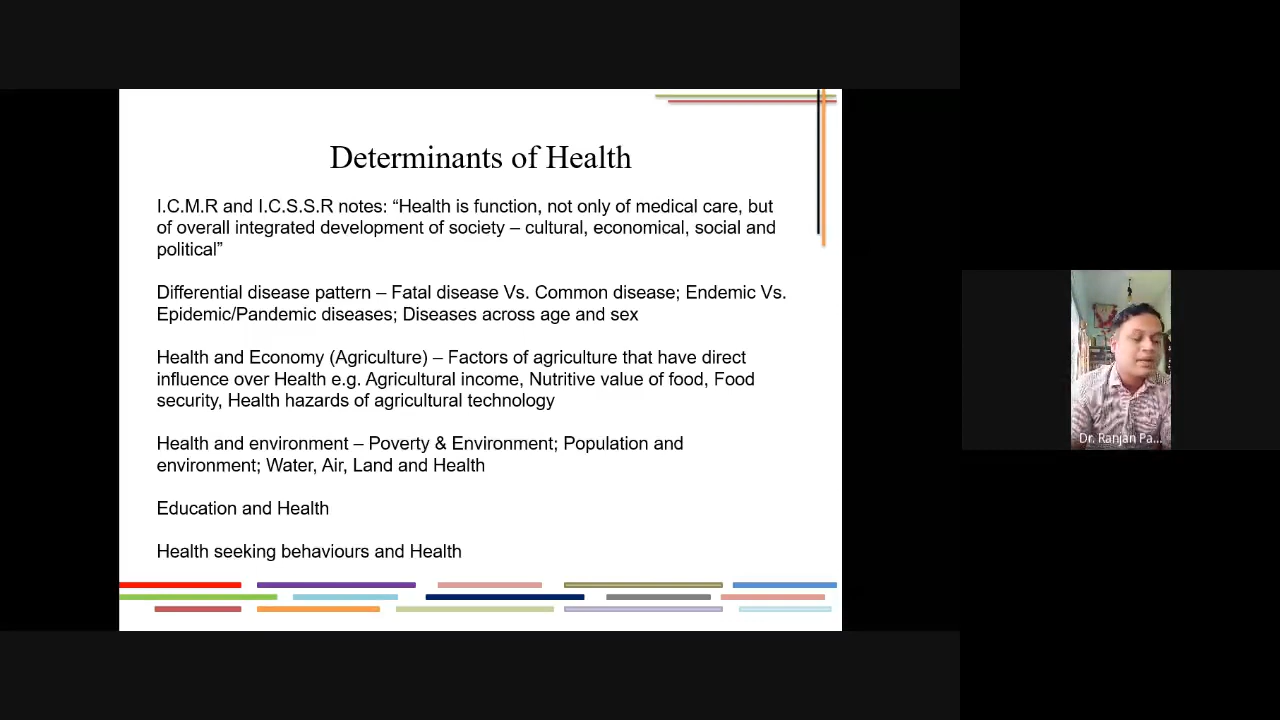 Determinants of Health
I.C.M.R and I.C.S.S.R notes: “Health is function, not only of medical care, but
of overall integrated development of society – cultural, economical, social and
political”
Differential disease pattern – Fatal disease Vs. Common disease; Endemic Vs.
Epidemic/Pandemic diseases; Diseases across age and sex
Health and Economy (Agriculture) – Factors of agriculture that have direct
influence over Health e.g. Agricultural income, Nutritive value of food, Food
security, Health hazards of agricultural technology
Health and environment – Poverty & Environment; Population and
environment; Water, Air, Land and Health
Education and Health
Health seeking behaviours and Health
Dr. Ranjan Pa...